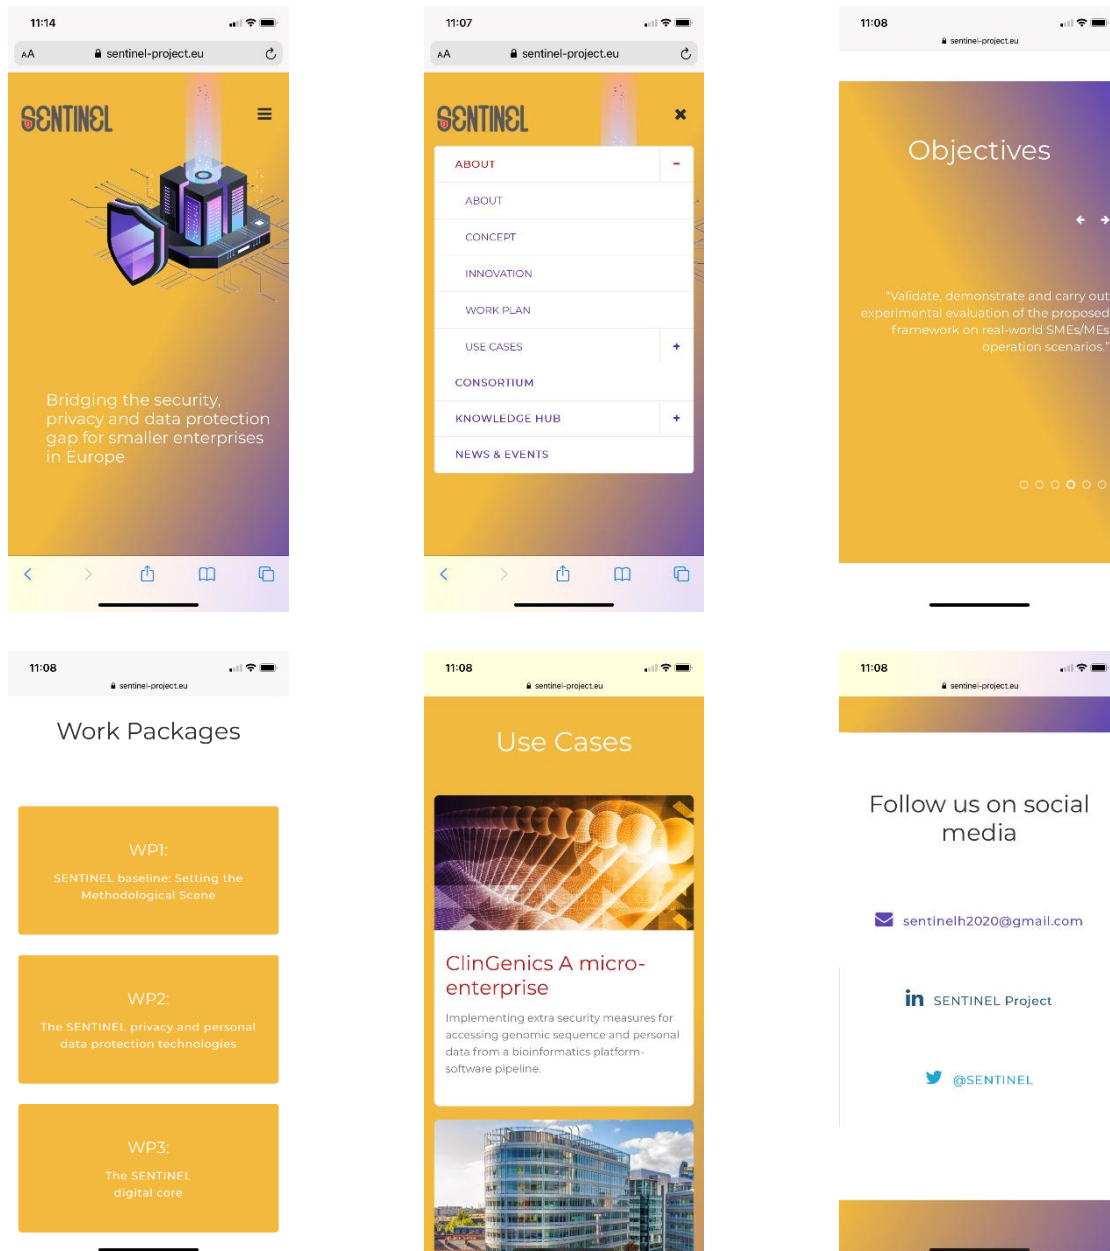 11:14
AA sentinel-project.eu
SENTINEL
Bridging the security,
privacy and data protection
gap for smaller enterprises
in Europe
11:07
AA sentinel-project.eu
SENTINEL
ABOUT
ABOUT
CONCEPT
INNOVATION
WORK PLAN
USE CASES +
CONSORTIUM
KNOWLEDGE HUB +
NEWS & EVENTS
11:08
sentinel-project.eu
Objectives
"Validate, demonstrate and carry out
experimental evaluation of the proposed
framework on real-world SMEs/MEs
operation scenarios."
11:08
sentinel-project.eu
Work Packages
WP1:
SENTINEL baseline: Setting the
Methodological Scene
WP2:
The SENTINEL privacy and personal
data protection technologies
WP3:
The SENTINEL
digital core
11:08
sentinel-project.eu
Use Cases
ClinGenics A micro-
enterprise
Implementing extra security measures for
accessing genomic sequence and personal
data from a bioinformatics platform-
software pipeline.
11:08
sentinel-project.eu
Follow us on social
media
sentinelh2020@gmail.com
in SENTINEL Project
@SENTINEL